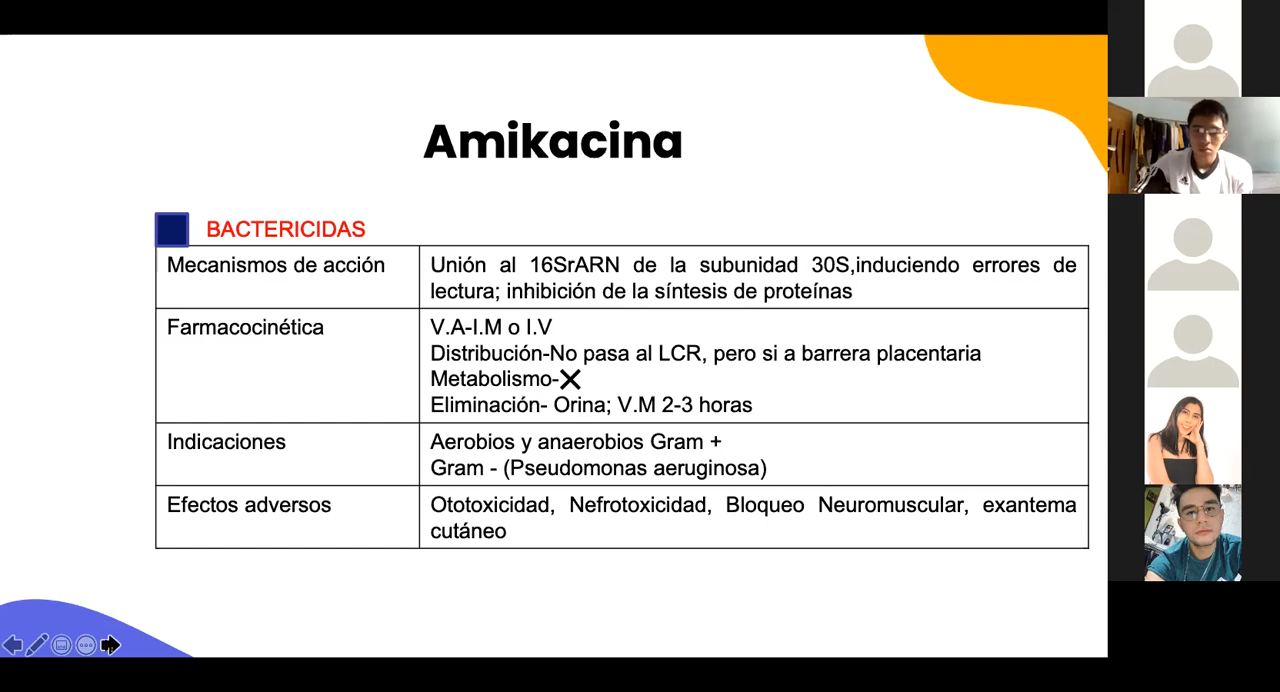 Amikacina
BACTERICIDAS
Mecanismos de acción
Unión al 16SrARN de la subunidad 30S,induciendo errores de
lectura; inhibición de la síntesis de proteínas
Farmacocinética
V.A-I.M o I.V
Distribución-No pasa al LCR, pero si a barrera placentaria
Metabolismo-❌
Eliminación- Orina; V.M 2-3 horas
Indicaciones
Aerobios y anaerobios Gram +
Gram - (Pseudomonas aeruginosa)
Efectos adversos
Ototoxicidad, Nefrotoxicidad, Bloqueo Neuromuscular, exantema
cutáneo